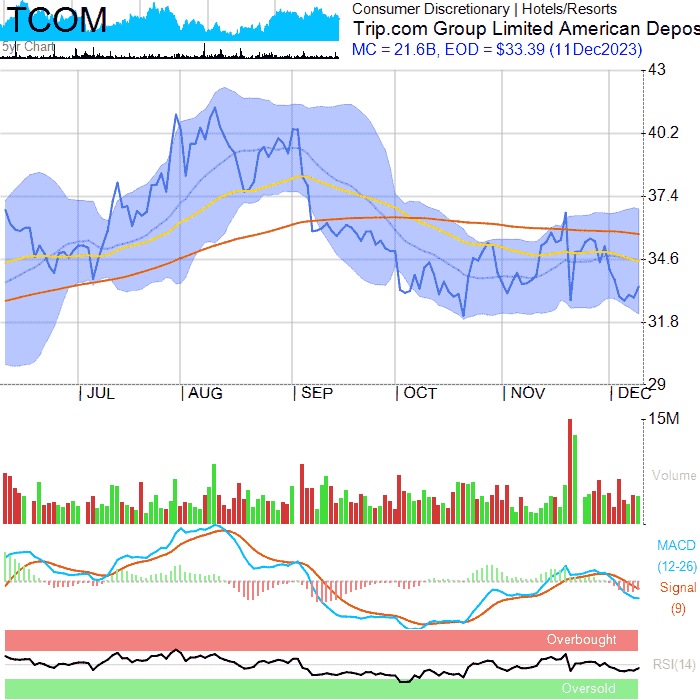 TCOM
5yr Chart
Consumer Discretionary | Hotels/Resorts
Trip.com Group Limited American Depos
MC = 21.6B, EOD = $33.39 (11Dec2023)
43
40.2
37.4
34.6
31.8
29
JUL
AUG
SEP
OCT
NOV
DEC
15M
Volume
MACD
(12-26)
Signal
(9)
Overbought
RSI(14)
Oversold